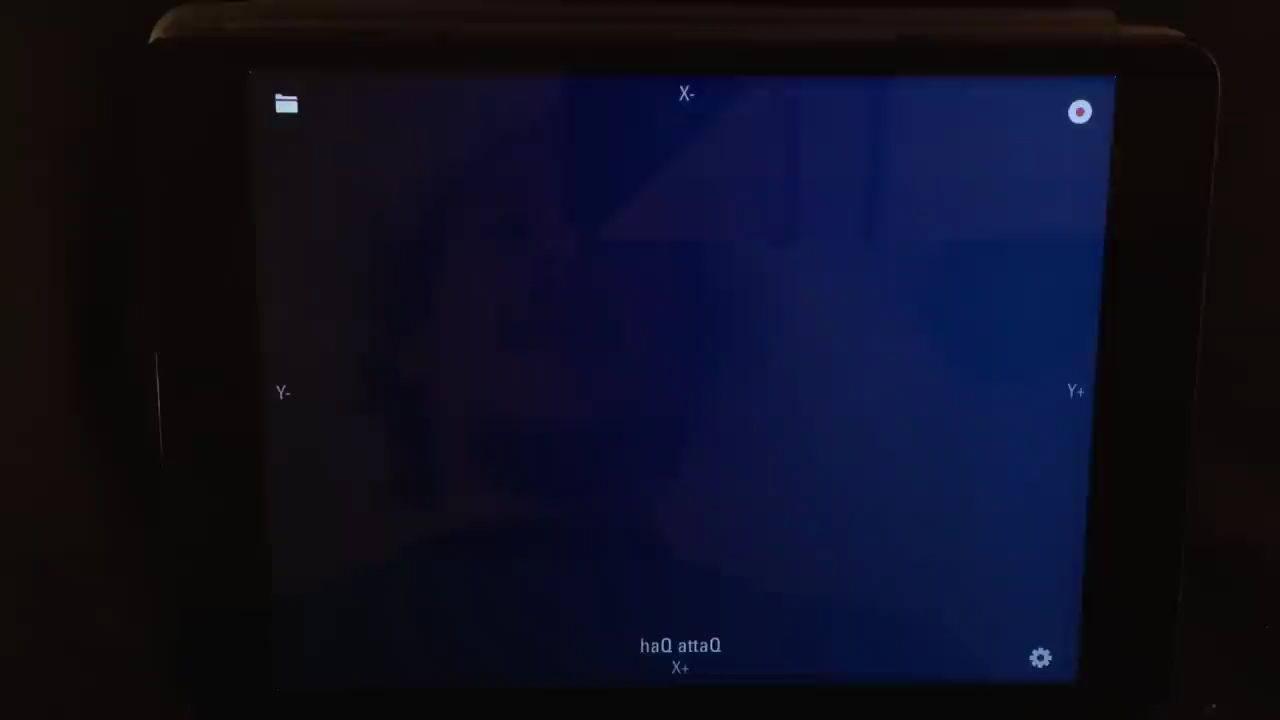 X-
Y-
Y+
haQ attaQ
X+